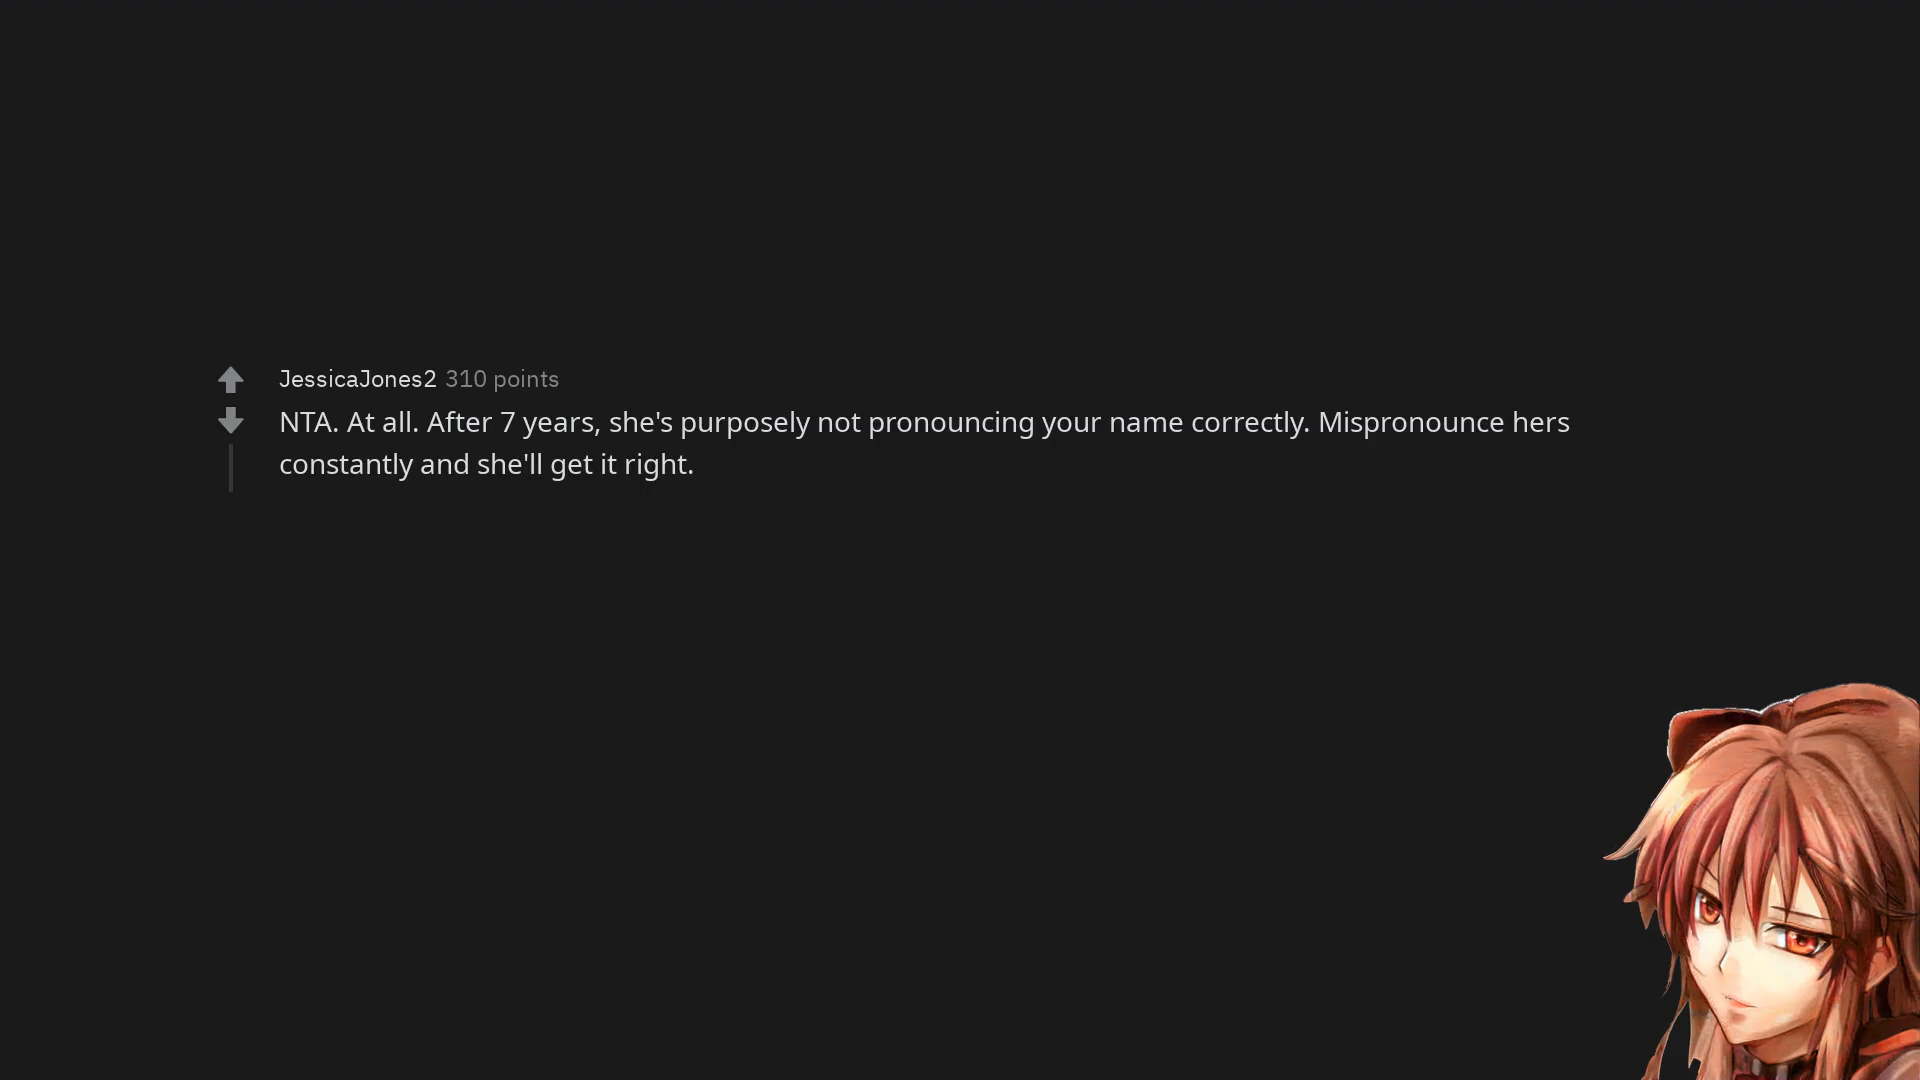 JessicaJones2 310 points
NTA. At all. After 7 years, she's purposely not pronouncing your name correctly. Mispronounce hers
constantly and she'll get it right.